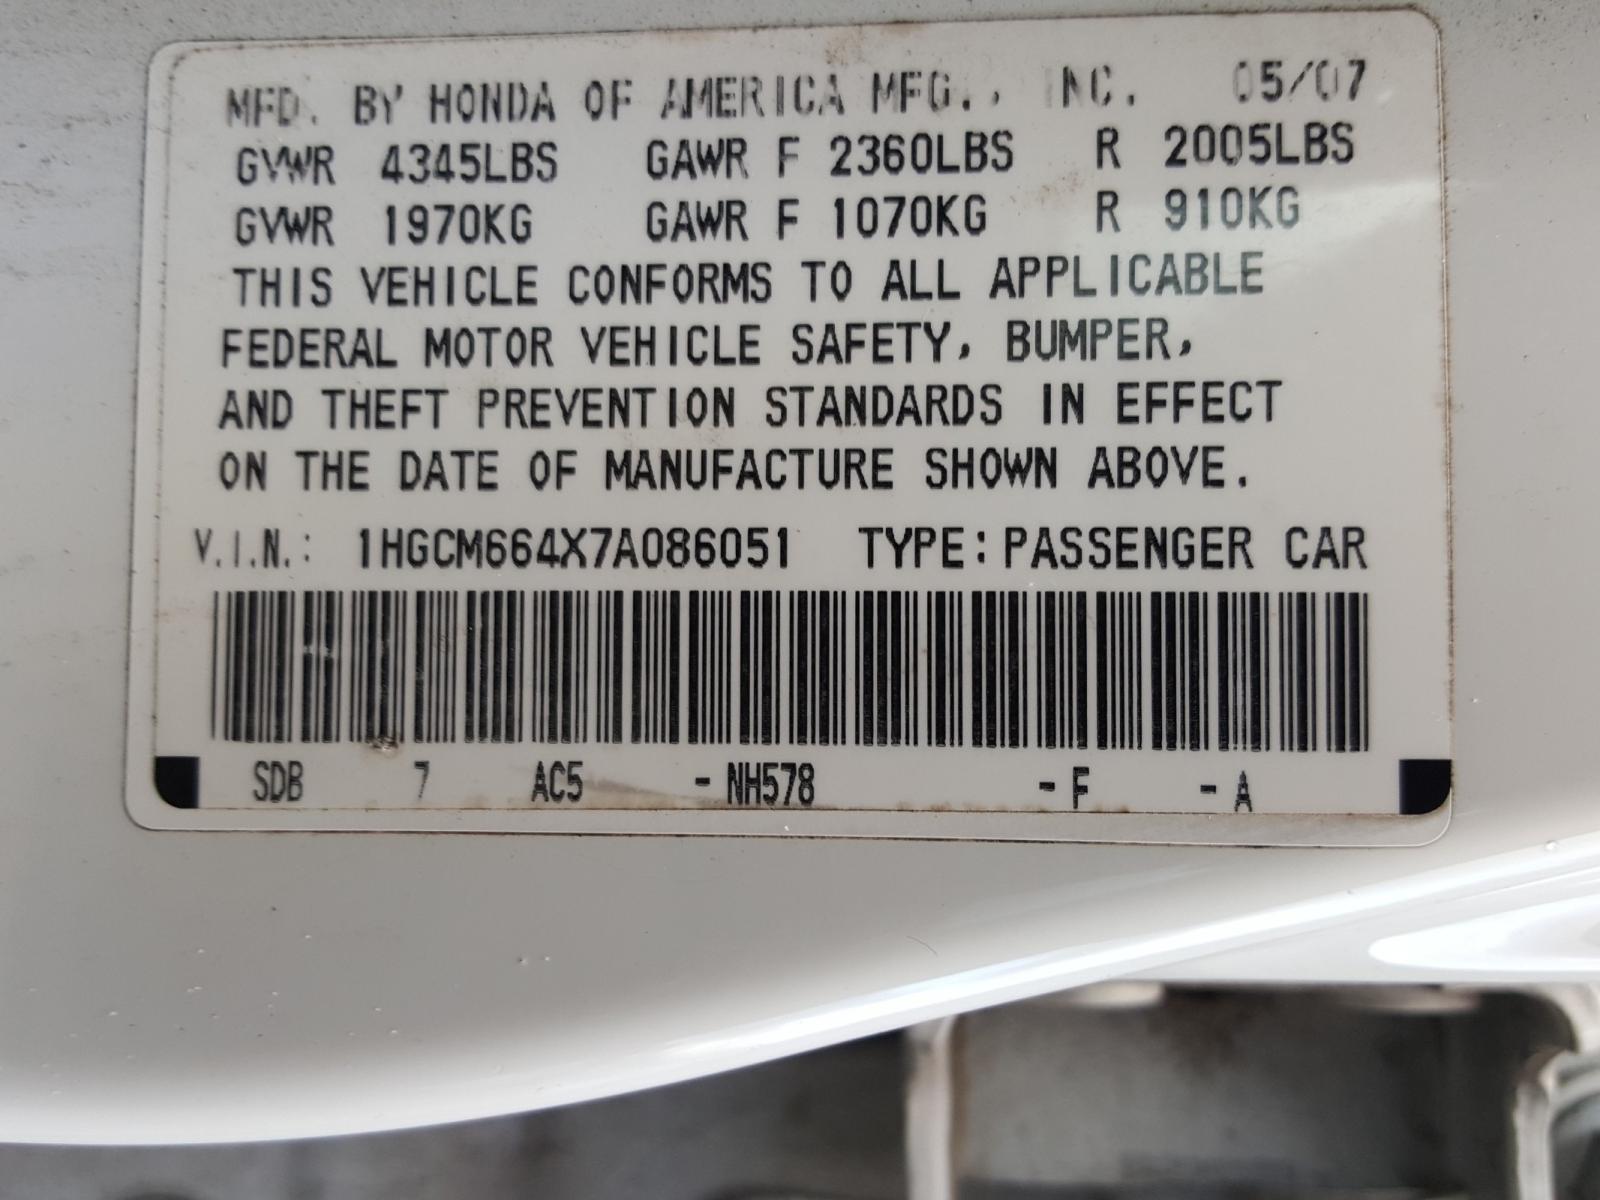 MFD. BY HONDA OF AMERICA MFG., INC. 05/07
GVWR 4345LBS GAWR F 2360LBS R 2005LBS
GVWR 1970KG GAWR F 1070KG R 910KG
THIS VEHICLE CONFORMS TO ALL APPLICABLE
FEDERAL MOTOR VEHICLE SAFETY, BUMPER,
AND THEFT PREVENTION STANDARDS IN EFFECT
ON THE DATE OF MANUFACTURE SHOWN ABOVE.
V.I.N.: 1HGCM664X7A086051 TYPE: PASSENGER CAR
SDB 7 AC5 - NH578 - F - A